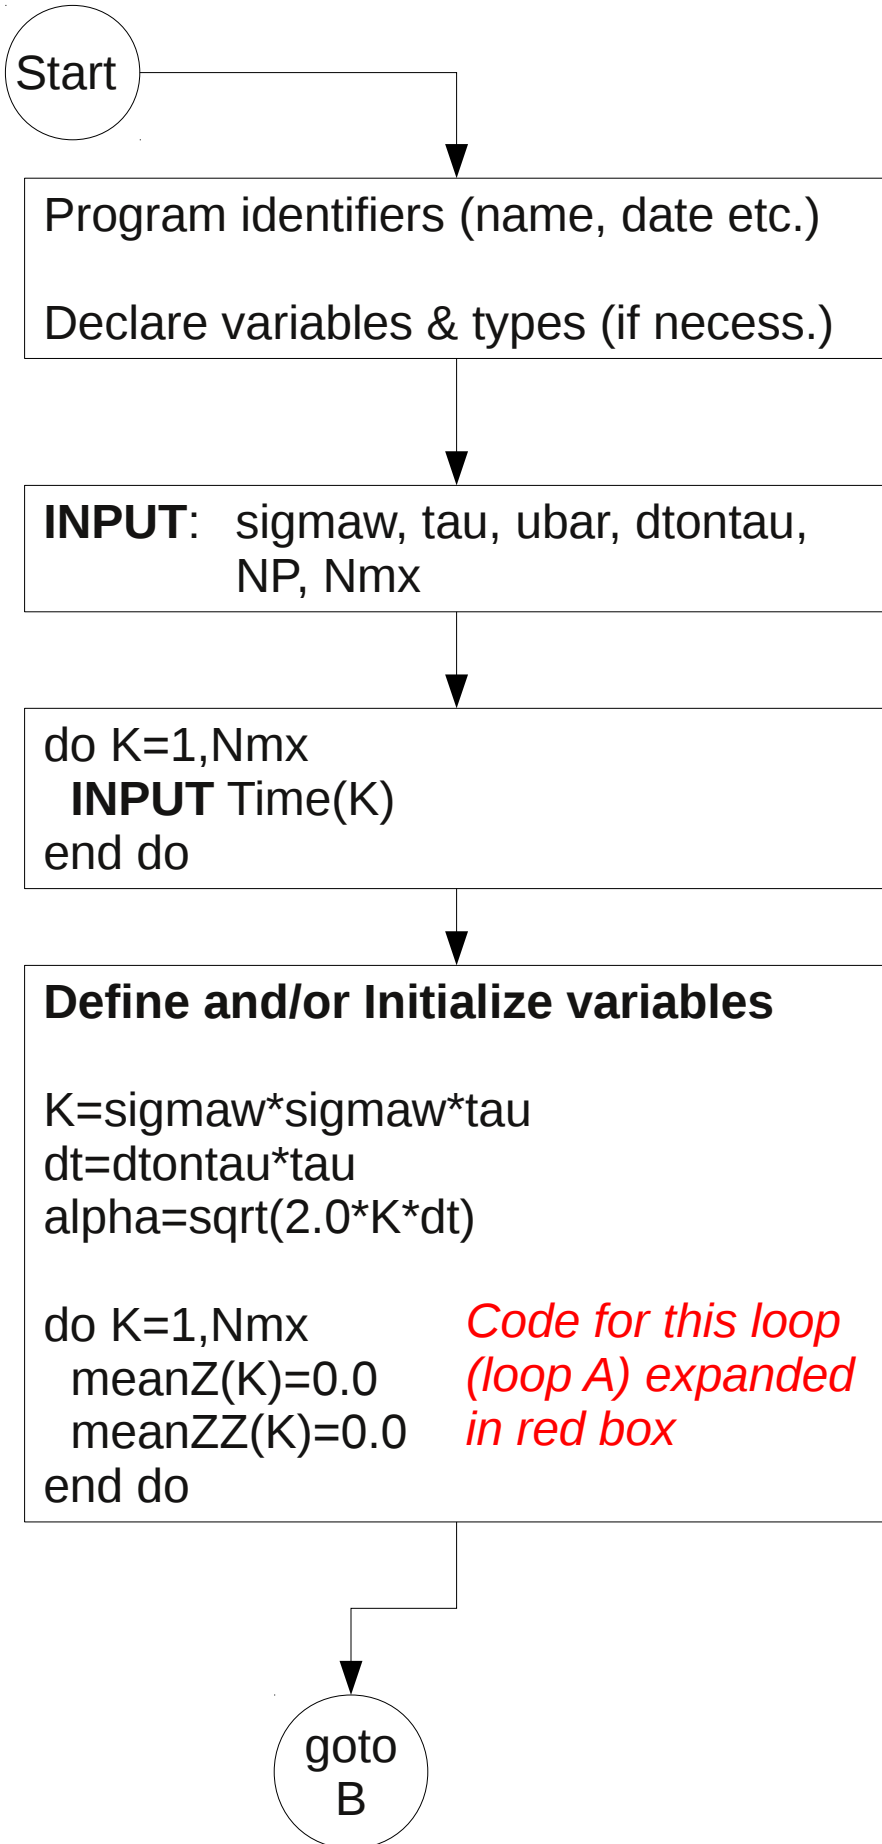 Start
Program identifiers (name, date etc.)
Declare variables & types (if necess.)
INPUT: sigmaw, tau, ubar, dtontau,
NP, Nmx
do K=1,Nmx
INPUT Time(K)
end do
Define and/or Initialize variables
K=sigmaw*sigmaw*tau
dt=dtontau*tau
alpha=sqrt(2.0*K*dt)
do K=1,Nmx
meanZ(K)=0.0
meanZZ(K)=0.0
end do
Code for this loop
(loop A) expanded
in red box
goto
B